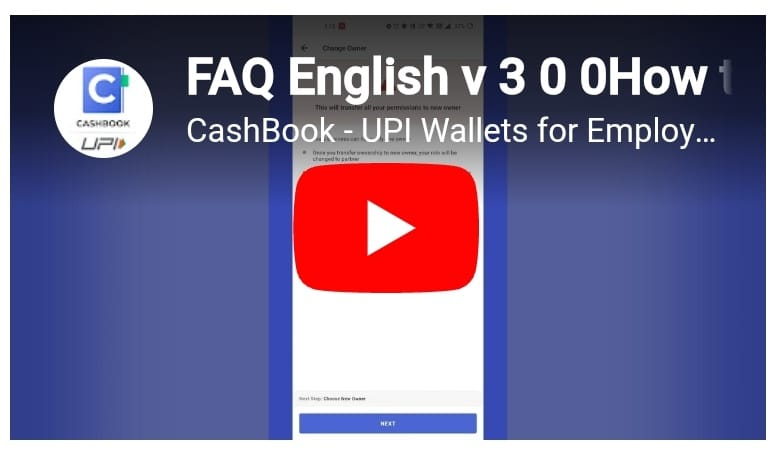 Change Owner
FAQ English v 3 0 0How t
This will transfer all your permissions to new owner
C
CASHBOOK
UPI
CashBook - UPI Wallets for Employ...
Once you transfer ownership to new owner, your role will be
changed to partner
Next Step: Choose New Owner
NEXT